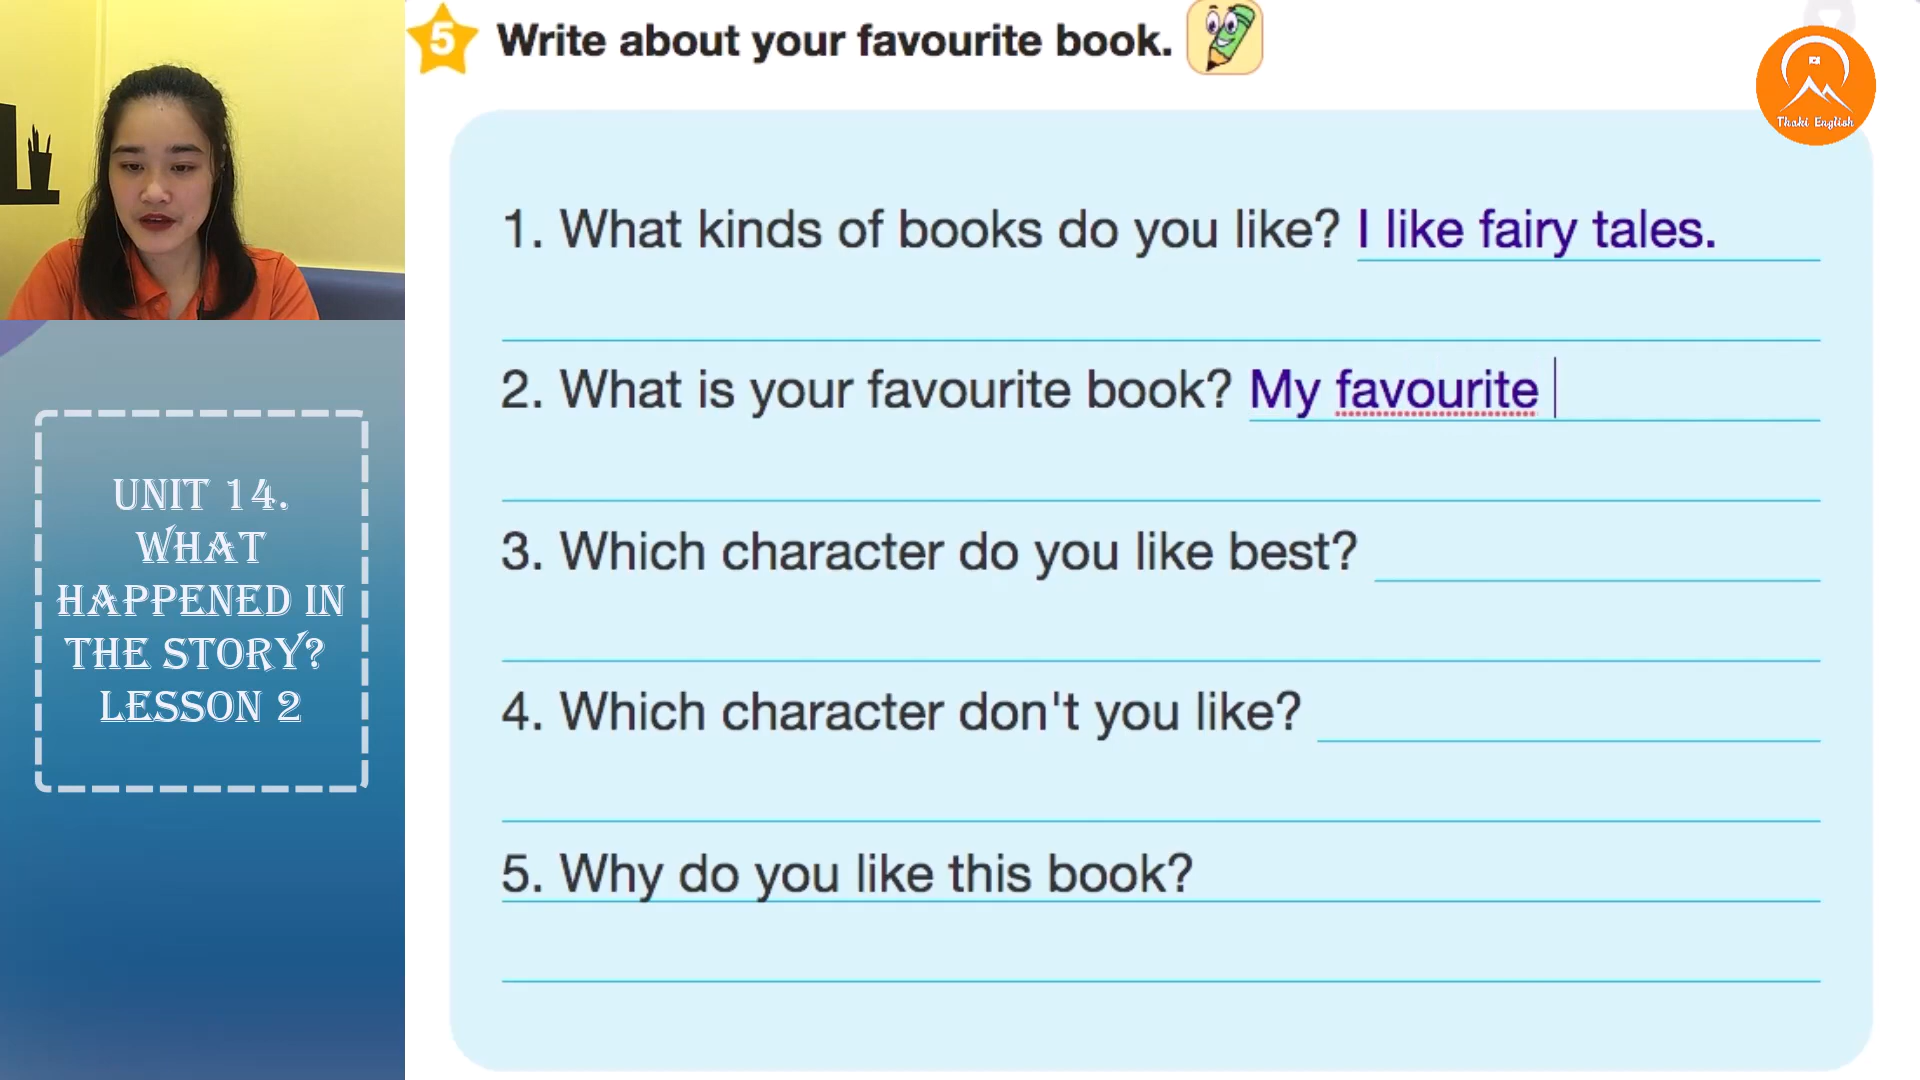 5 Write about your favourite book.
Thaki English
1. What kinds of books do you like? I like fairy tales.
2. What is your favourite book? My favourite
3. Which character do you like best?
4. Which character don't you like?
5. Why do you like this book?
UNIT 14.
WHAT
HAPPENED IN
THE STORY?
LESSON 2